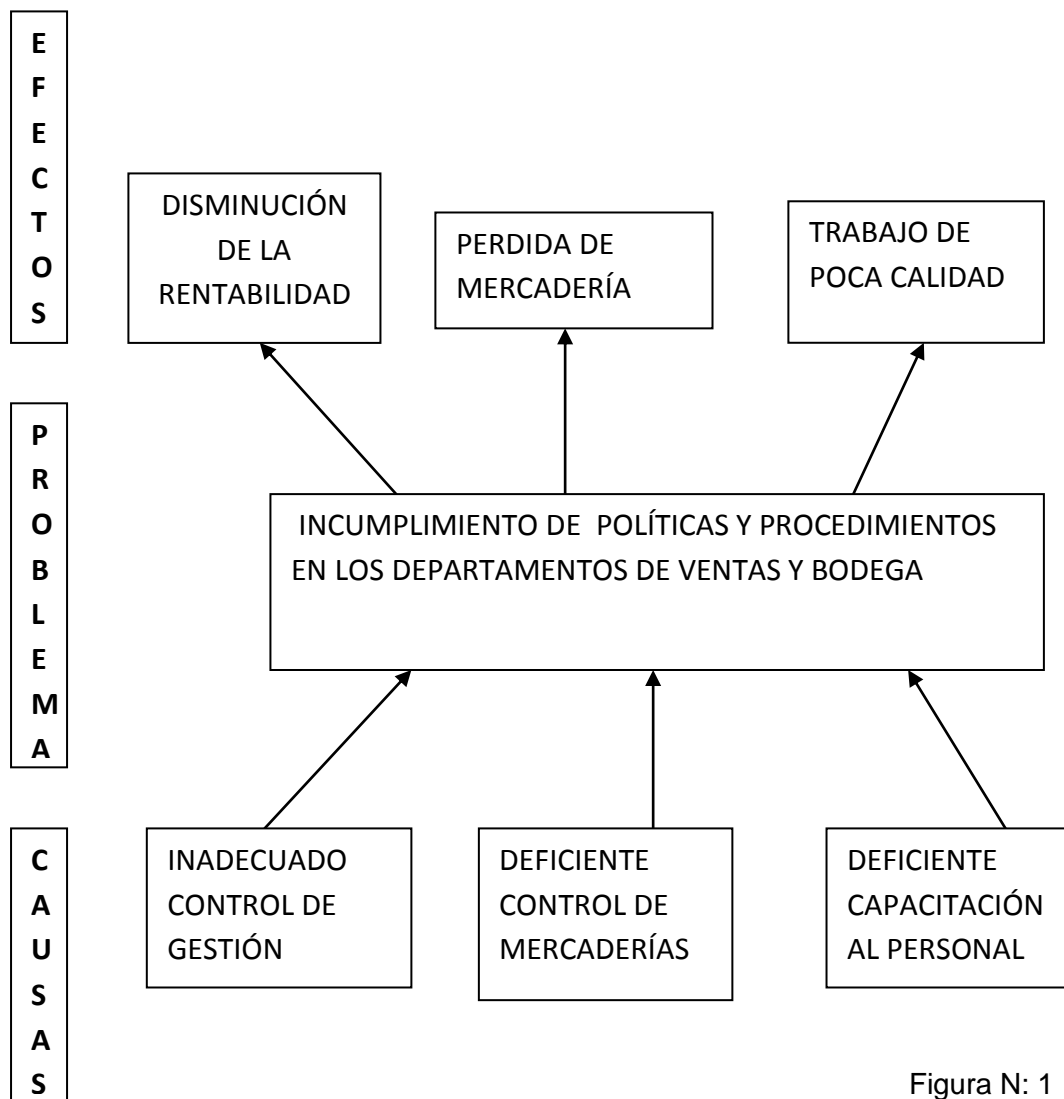 E
F
E
C
T
O
S
DISMINUCIÓN
DE LA
RENTABILIDAD
PERDIDA DE
MERCADERÍA
TRABAJO DE
POCA CALIDAD
P
R
O
B
L
E
M
A
INCUMPLIMIENTO DE POLÍTICAS Y PROCEDIMIENTOS
EN LOS DEPARTAMENTOS DE VENTAS Y BODEGA
C
A
U
S
A
S
INADECUADO
CONTROL DE
GESTIÓN
DEFICIENTE
CONTROL DE
MERCADERÍAS
DEFICIENTE
CAPACITACIÓN
AL PERSONAL
Figura N: 1